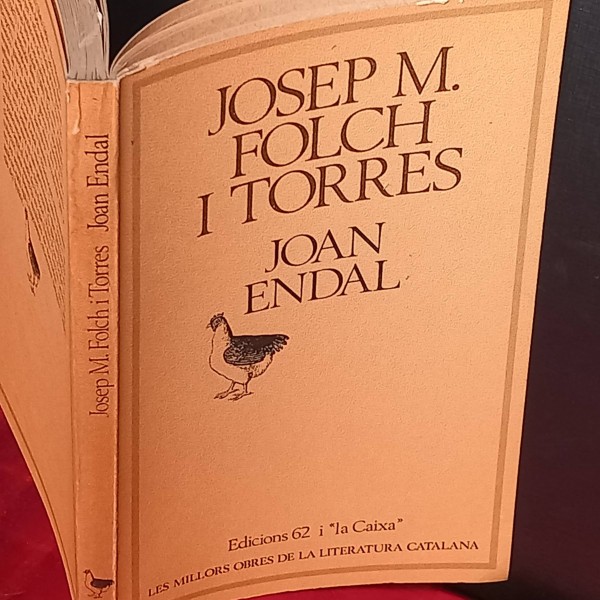 JOSEP M.
FOLCH
I TORRES
JOAN
ENDAL
Edicions 62 i "la Caixa"
LES MILLORS OBRES DE LA LITERATURA CATALANA
Josep M. Folch i Torres Joan Endal